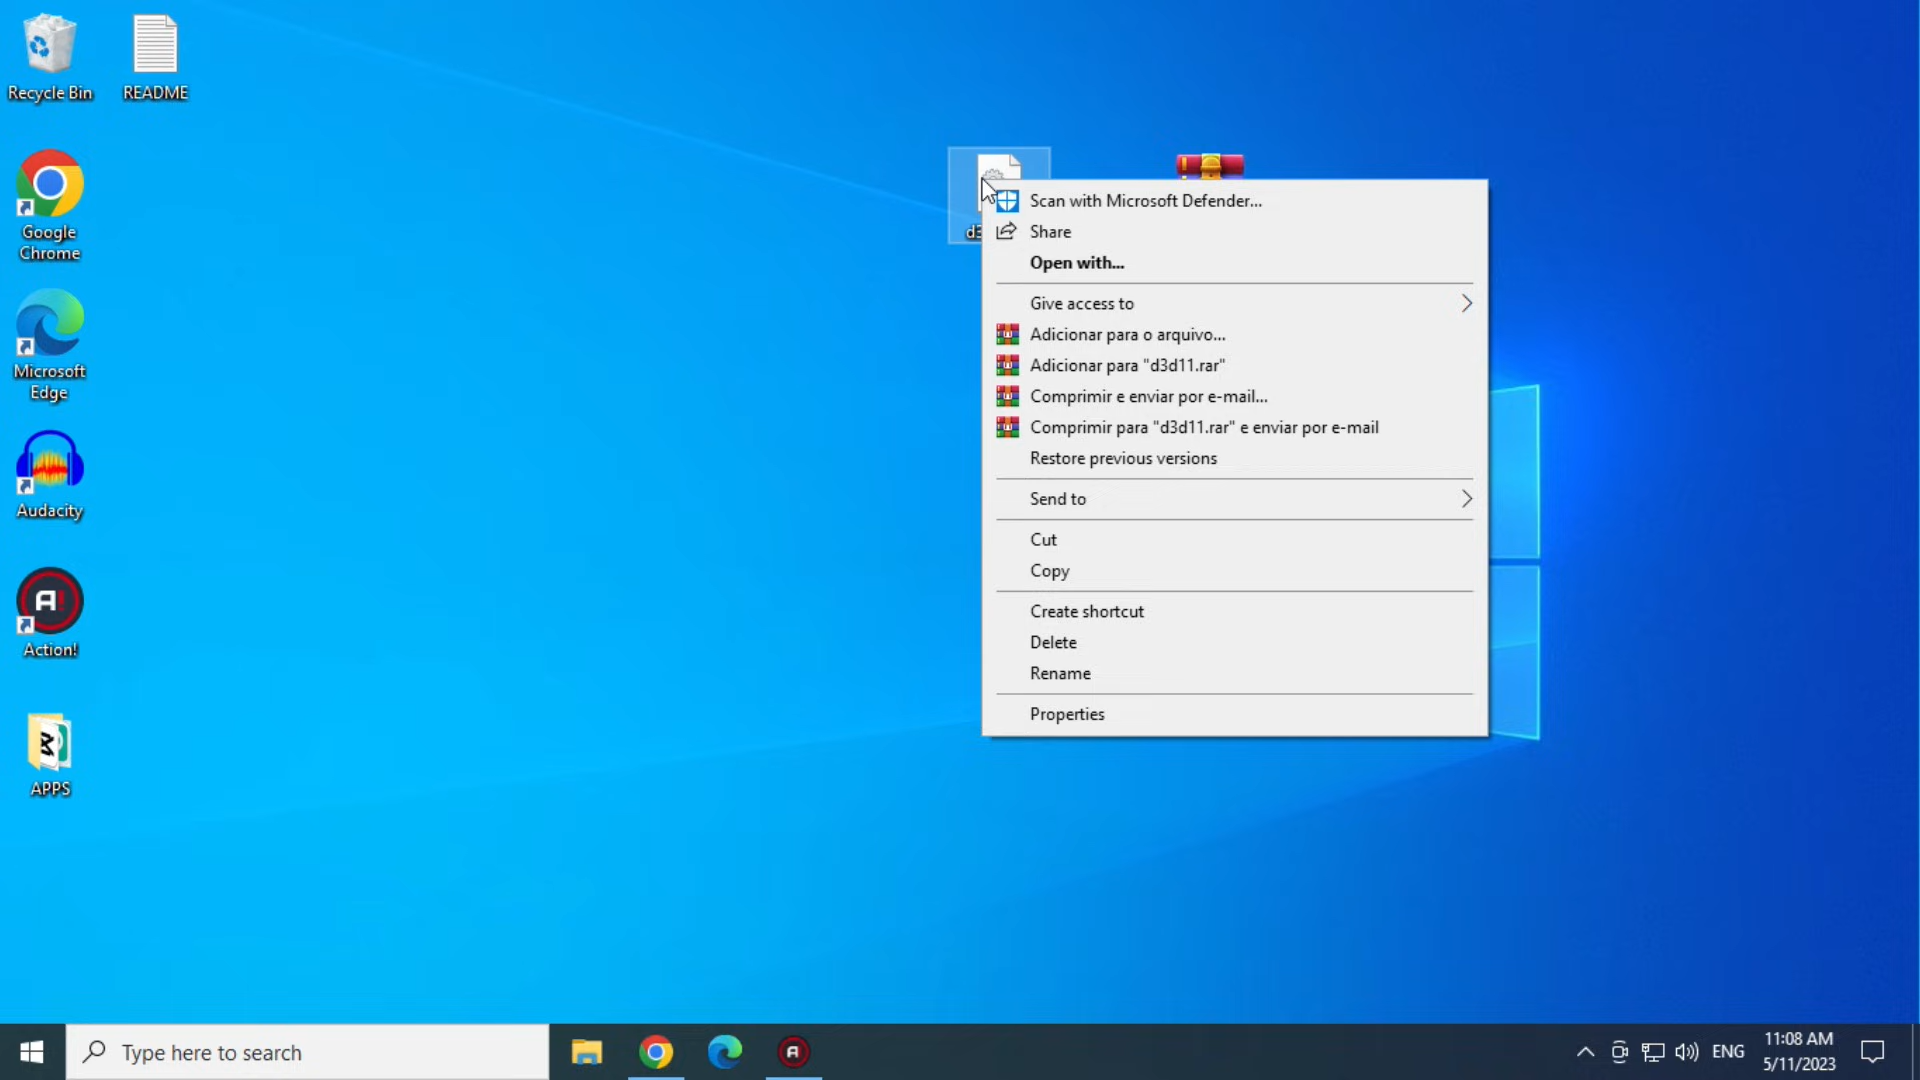 Recycle Bin
README
Google
Chrome
Microsoft
Edge
Audacity
Action!
APPS
Scan with Microsoft Defender...
Share
Open with...
Give access to
Adicionar para o arquivo...
Adicionar para "d3d11.rar"
Comprimir e enviar por e-mail...
Comprimir para "d3d11.rar" e enviar por e-mail
Restore previous versions
Send to
Cut
Copy
Create shortcut
Delete
Rename
Properties
Type here to search
ENG
11:08 AM
5/11/2023